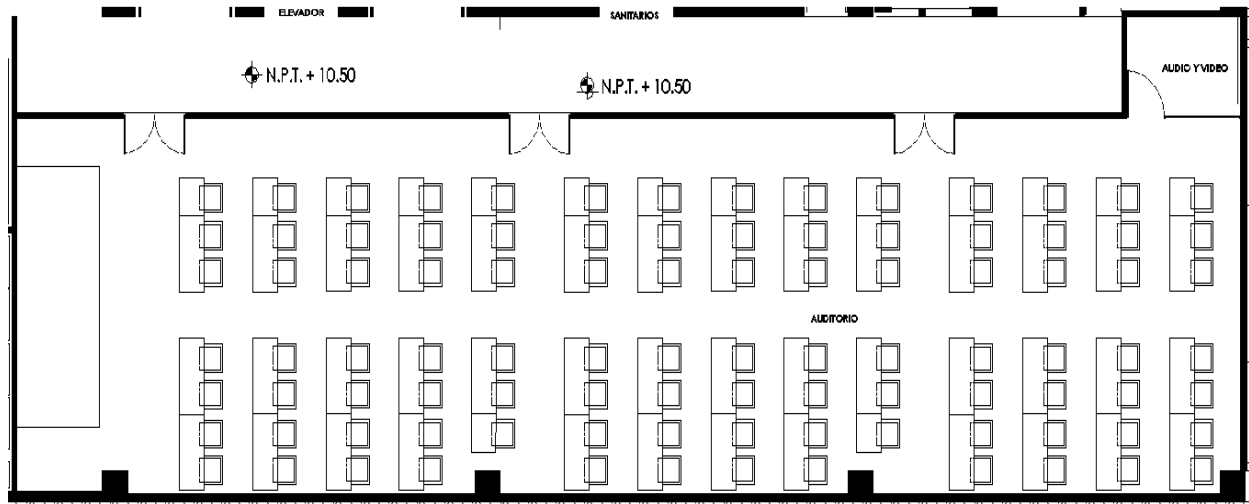 ELEVADOR
SANITARIOS
N.P.T. + 10.50
N.P.T. + 10.50
AUDIO Y VIDEO
AUDITORIO